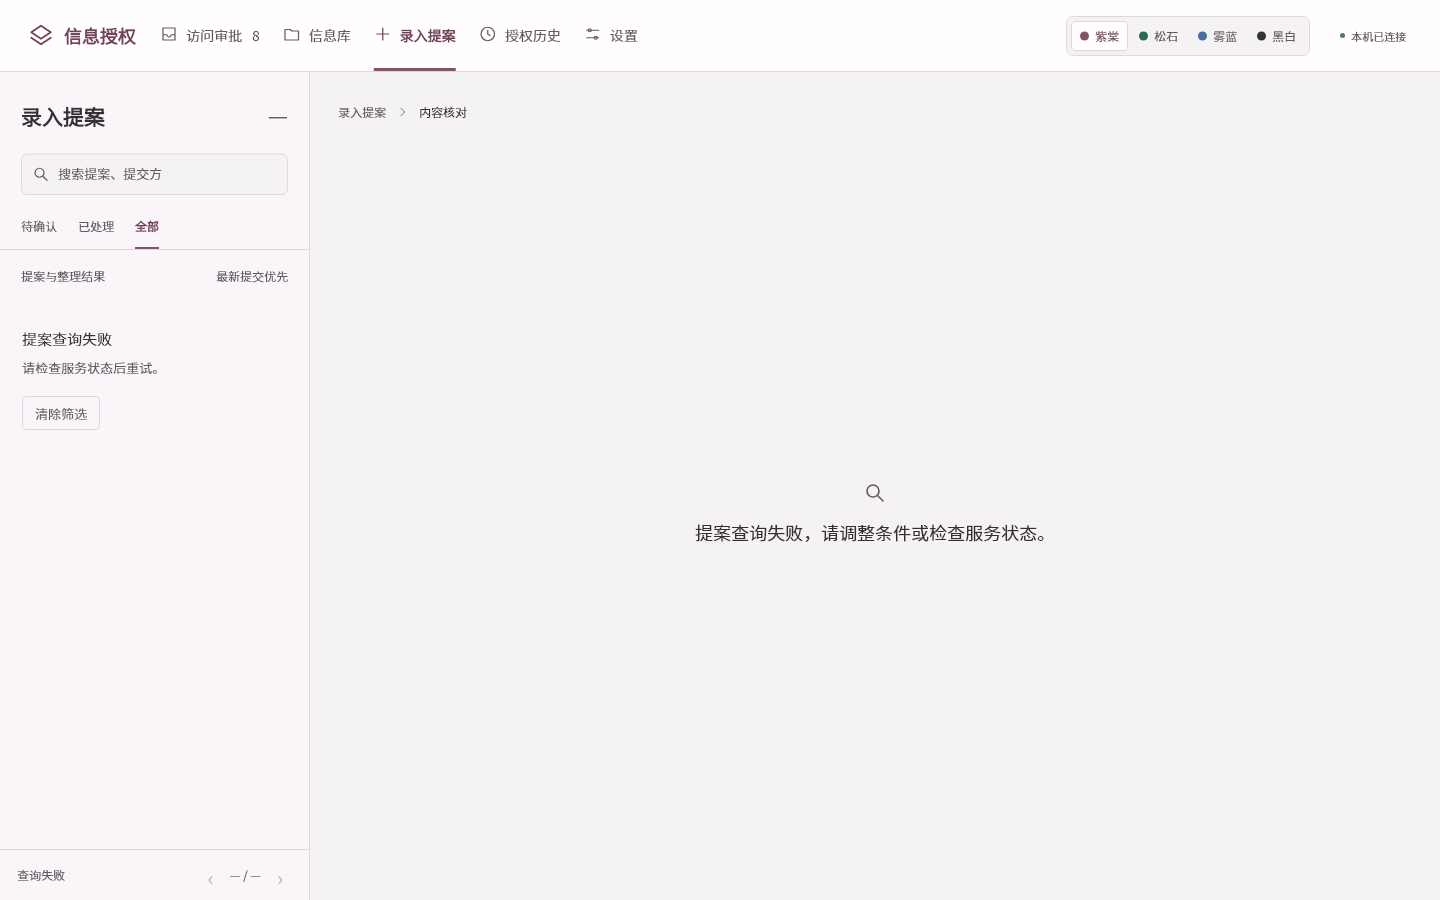 信息授权
访问审批 8
信息库
录入提案
授权历史
设置
紫棠
松石
雾蓝
黑白
本机已连接
录入提案 —
搜索提案、提交方
待确认 已处理 全部
提案与整理结果 最新提交优先
提案查询失败
请检查服务状态后重试。
清除筛选
查询失败 ‹ — / — ›
录入提案 › 内容核对
提案查询失败，请调整条件或检查服务状态。